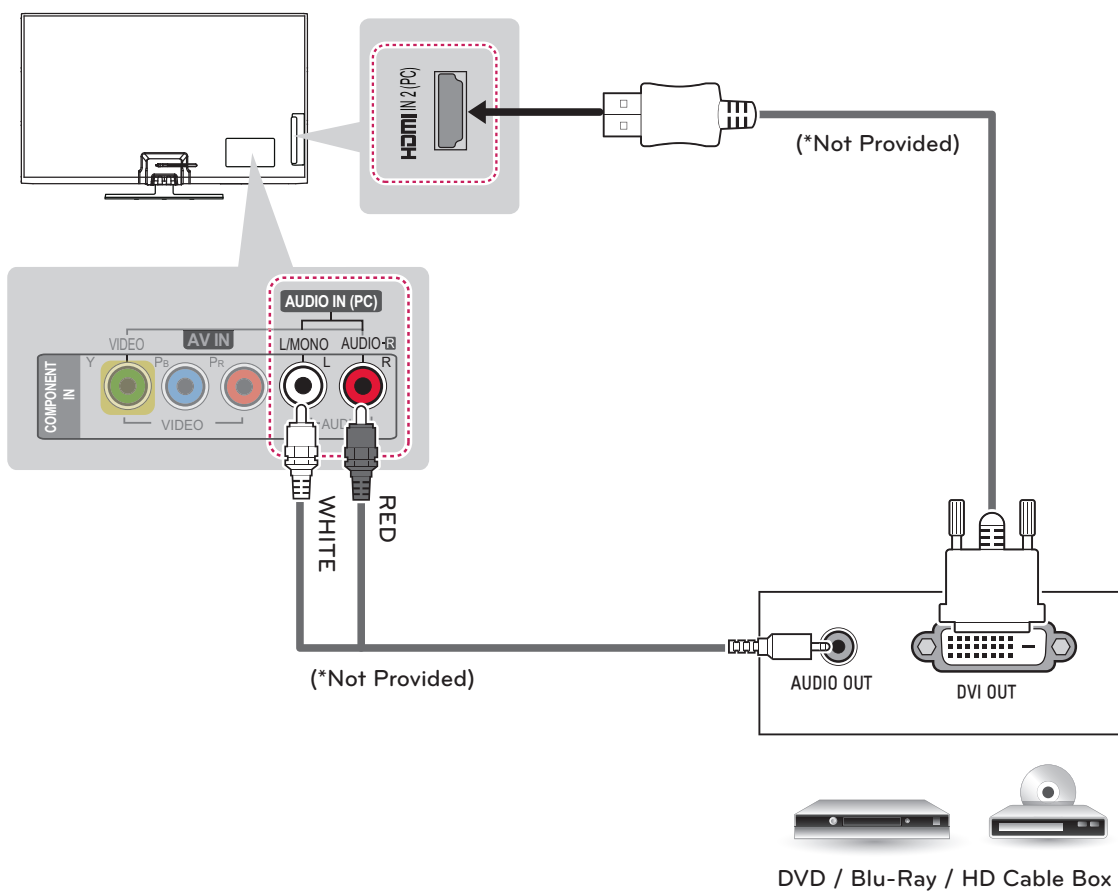 HDMI IN 2 (PC)
(*Not Provided)
AUDIO IN (PC)
VIDEO AV IN L/MONO AUDIO-R
COMPONENT IN
Y PB PR L R
VIDEO AUDIO
WHITE
RED
(*Not Provided)
AUDIO OUT
DVI OUT
DVD / Blu-Ray / HD Cable Box